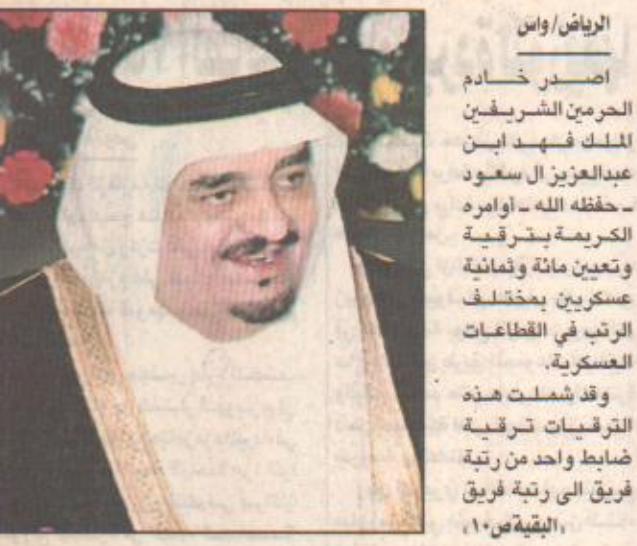 الرياض/واس
اصدر خادم
الحرمين الشريفين
الملك فهد ابن
عبدالعزيز ال سعود
ـ حفظه الله ـ أوامره
الكريمة بترقية
وتعيين مائة وثمانية
عسكريين بمختلف
الرتب في القطاعات
العسكرية.
وقد شملت هذه
الترقيات ترقية
ضابط واحد من رتبة
فريق الى رتبة فريق
«البقية ص١٠»